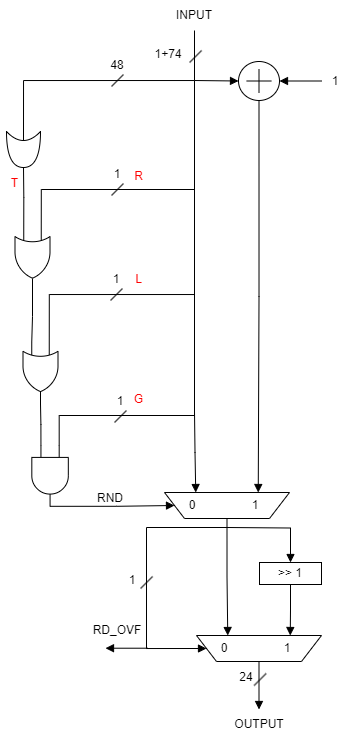 INPUT
1+74
48
1
T
1 R
1 L
1 G
RND
0 1
>> 1
1
RD_OVF
0 1
24
OUTPUT